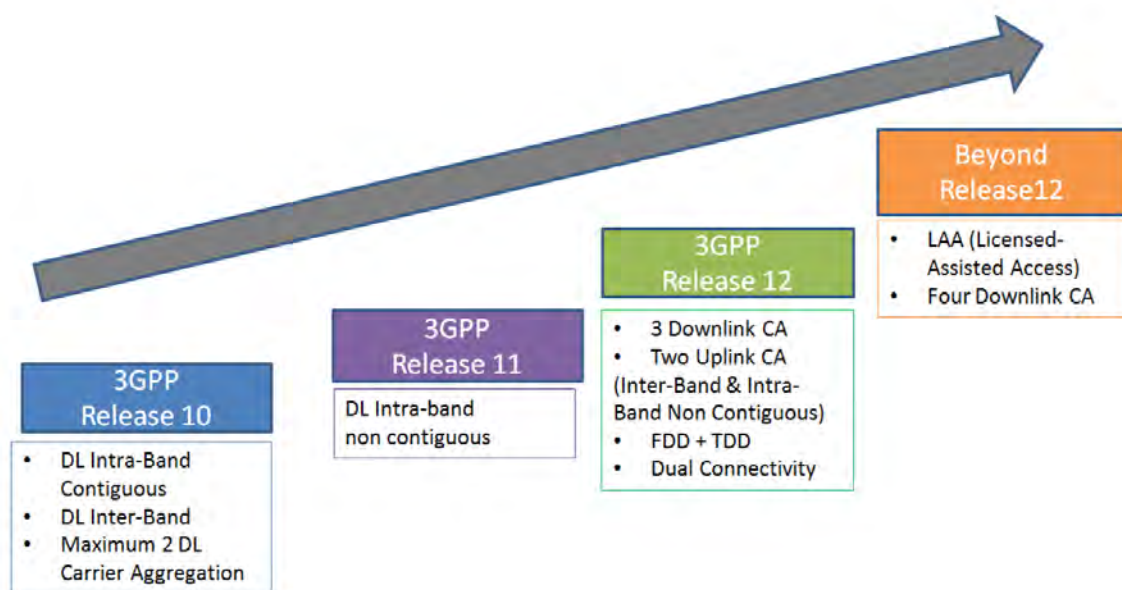 3GPP
Release 10
• DL Intra-Band
Contiguous
• DL Inter-Band
• Maximum 2 DL
Carrier Aggregation
3GPP
Release 11
DL Intra-band
non contiguous
3GPP
Release 12
• 3 Downlink CA
• Two Uplink CA
(Inter-Band & Intra-
Band Non Contiguous)
• FDD + TDD
• Dual Connectivity
Beyond
Release12
• LAA (Licensed-
Assisted Access)
• Four Downlink CA